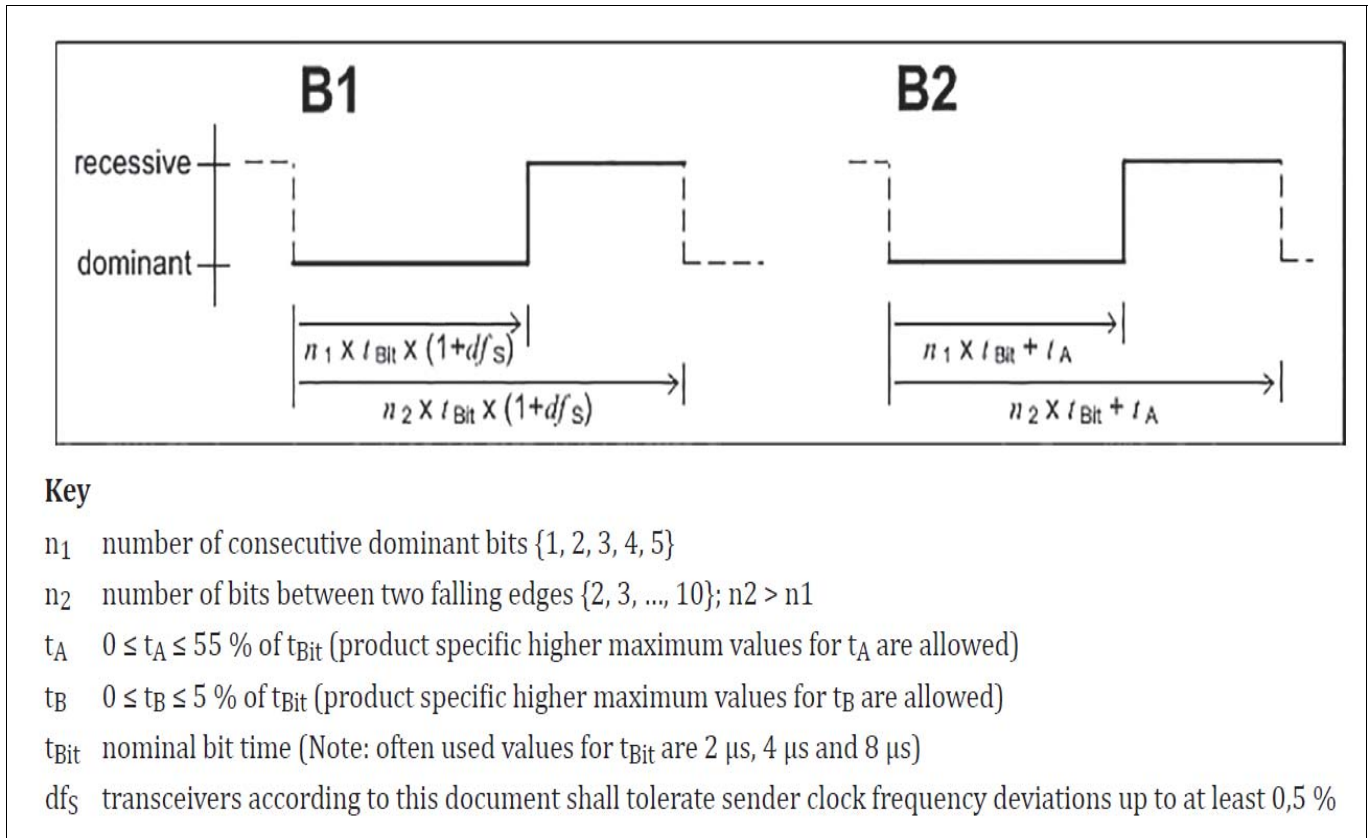 B1 B2
recessive
dominant
n1 X tBit X (1+dfS) n1 X tBit + tA
n2 X tBit X (1+dfS) n2 X tBit + tA
Key
n1 number of consecutive dominant bits {1, 2, 3, 4, 5}
n2 number of bits between two falling edges {2, 3, ..., 10}; n2 > n1
tA 0 ≤ tA ≤ 55 % of tBit (product specific higher maximum values for tA are allowed)
tB 0 ≤ tB ≤ 5 % of tBit (product specific higher maximum values for tB are allowed)
tBit nominal bit time (Note: often used values for tBit are 2 μs, 4 μs and 8 μs)
dfS transceivers according to this document shall tolerate sender clock frequency deviations up to at least 0,5 %